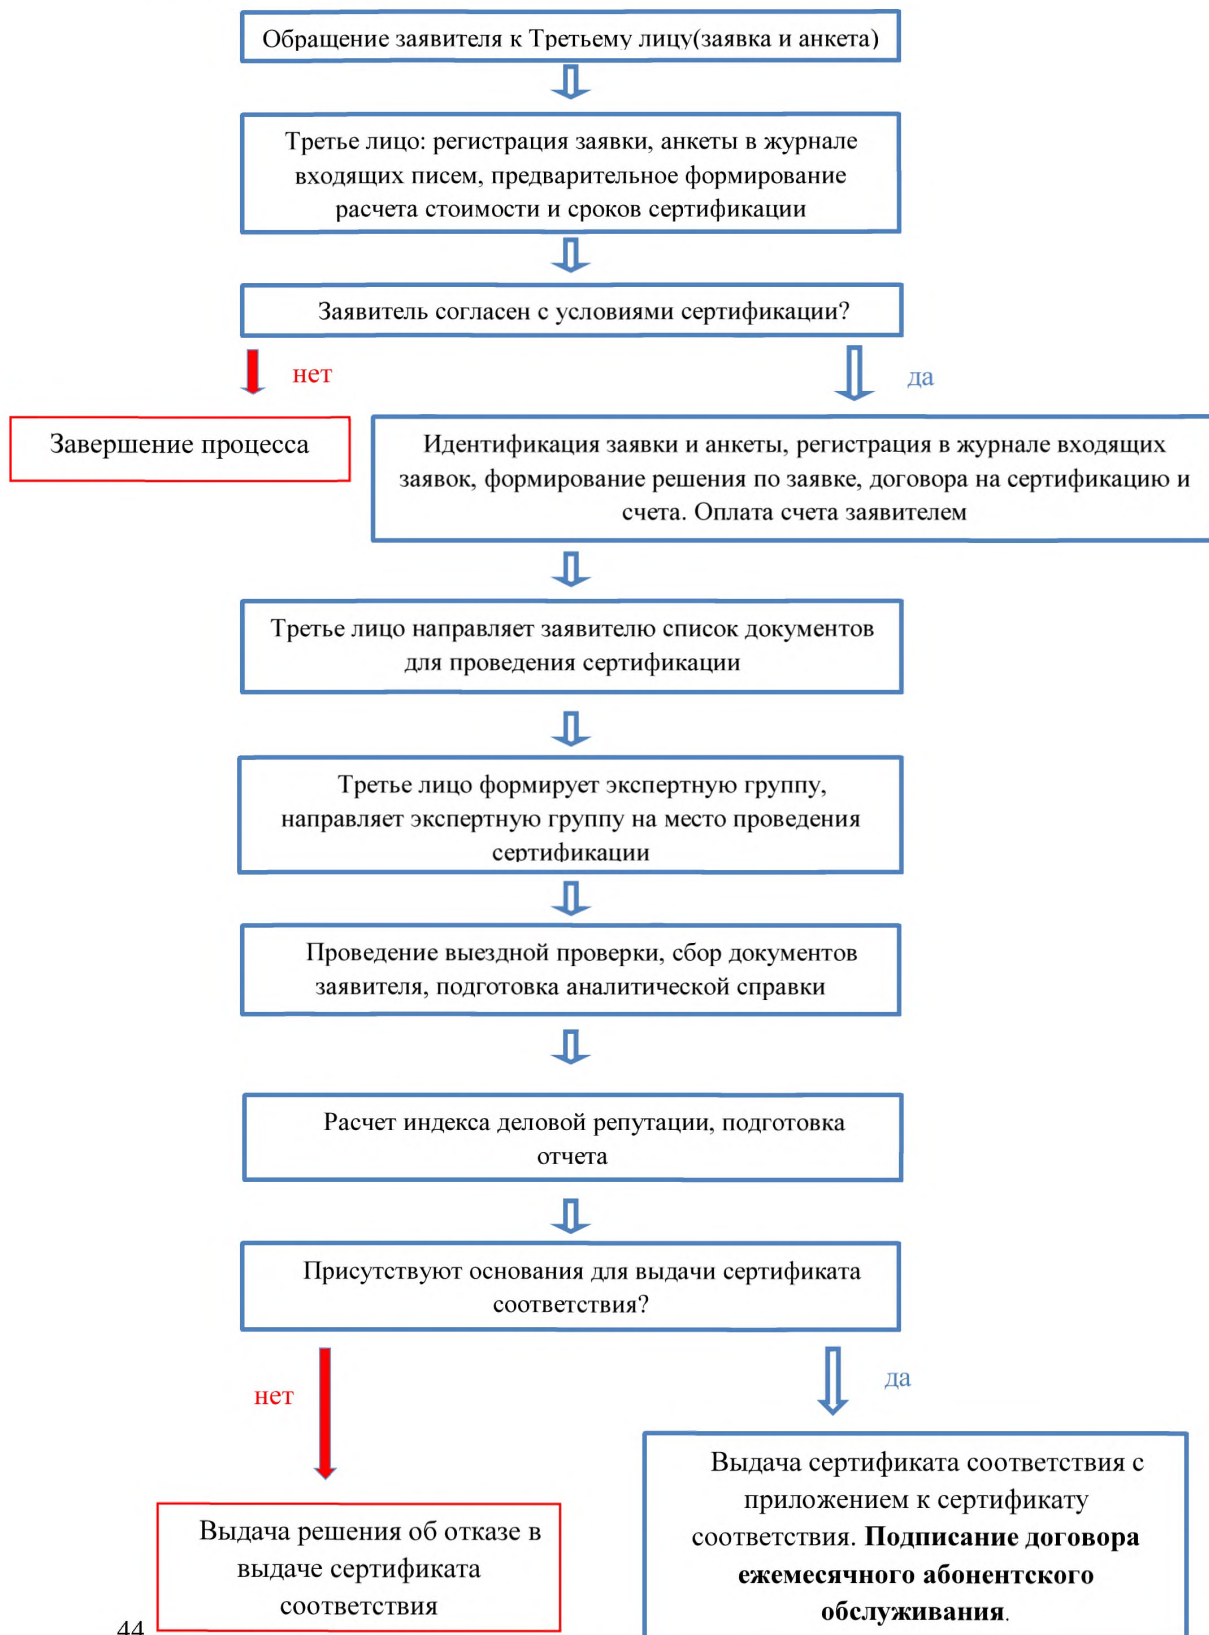 Обращение заявителя к Третьему лицу(заявка и анкета)
Третье лицо: регистрация заявки, анкеты в журнале
входящих писем, предварительное формирование
расчета стоимости и сроков сертификации
Заявитель согласен с условиями сертификации?
нет
да
Завершение процесса
Идентификация заявки и анкеты, регистрация в журнале входящих
заявок, формирование решения по заявке, договора на сертификацию и
счета. Оплата счета заявителем
Третье лицо направляет заявителю список документов
для проведения сертификации
Третье лицо формирует экспертную группу,
направляет экспертную группу на место проведения
сертификации
Проведение выездной проверки, сбор документов
заявителя, подготовка аналитической справки
Расчет индекса деловой репутации, подготовка
отчета
Присутствуют основания для выдачи сертификата
соответствия?
нет
да
Выдача решения об отказе в
выдаче сертификата
соответствия
Выдача сертификата соответствия с
приложением к сертификату
соответствия. Подписание договора
ежемесячного абонентского
обслуживания.
44